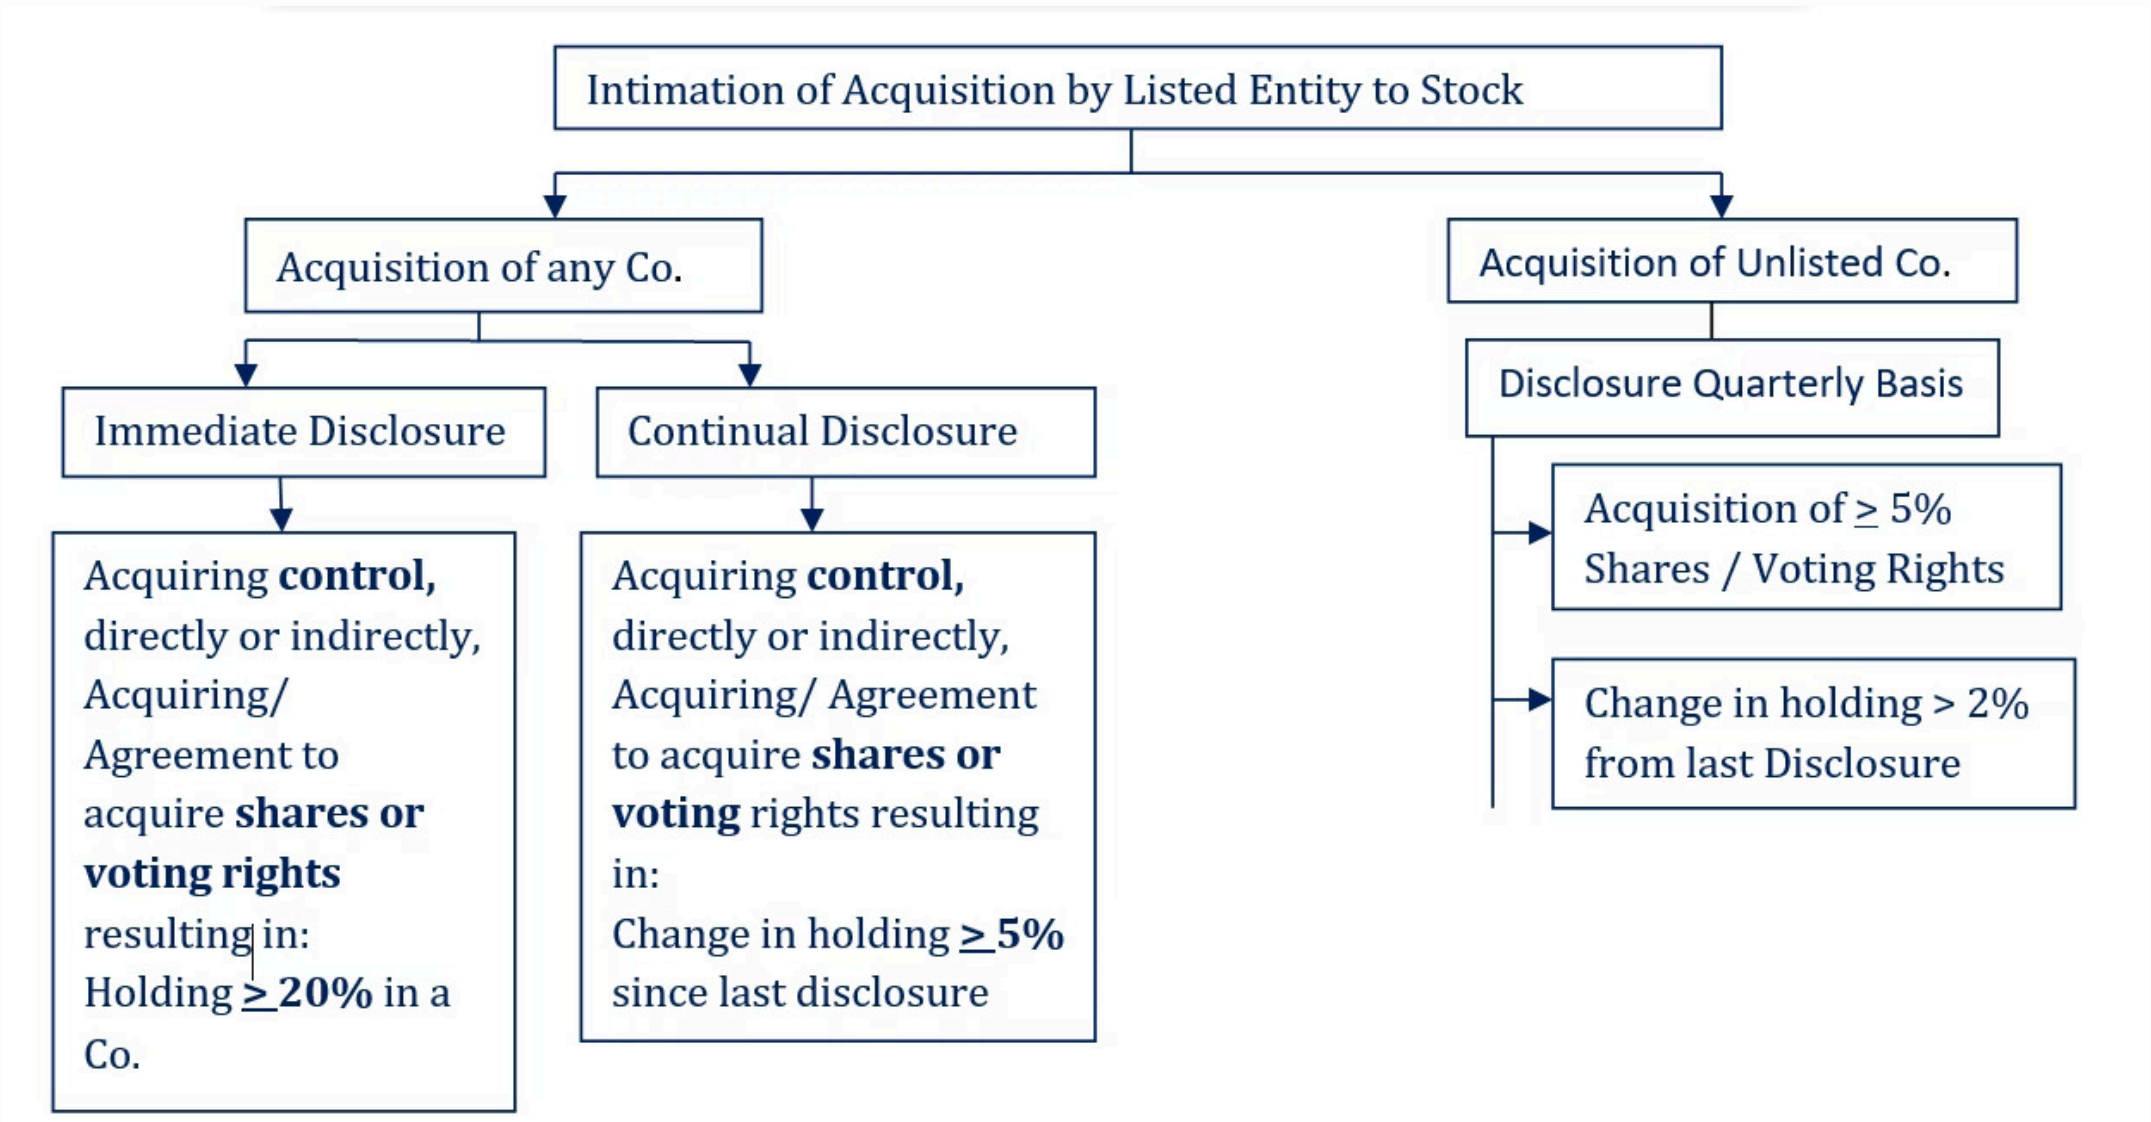 Intimation of Acquisition by Listed Entity to Stock
Acquisition of any Co.
Acquisition of Unlisted Co.
Disclosure Quarterly Basis
Immediate Disclosure
Continual Disclosure
Acquiring control,
directly or indirectly,
Acquiring/
Agreement to
acquire shares or
voting rights
resulting in:
Holding ≥ 20% in a
Co.
Acquiring control,
directly or indirectly,
Acquiring/ Agreement
to acquire shares or
voting rights resulting
in:
Change in holding ≥ 5%
since last disclosure
Acquisition of ≥ 5%
Shares / Voting Rights
Change in holding > 2%
from last Disclosure